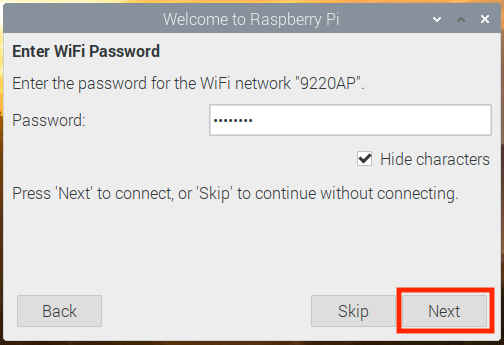 Welcome to Raspberry Pi
Enter WiFi Password
Enter the password for the WiFi network "9220AP".
Password: ••••••••
Hide characters
Press 'Next' to connect, or 'Skip' to continue without connecting.
Back Skip Next